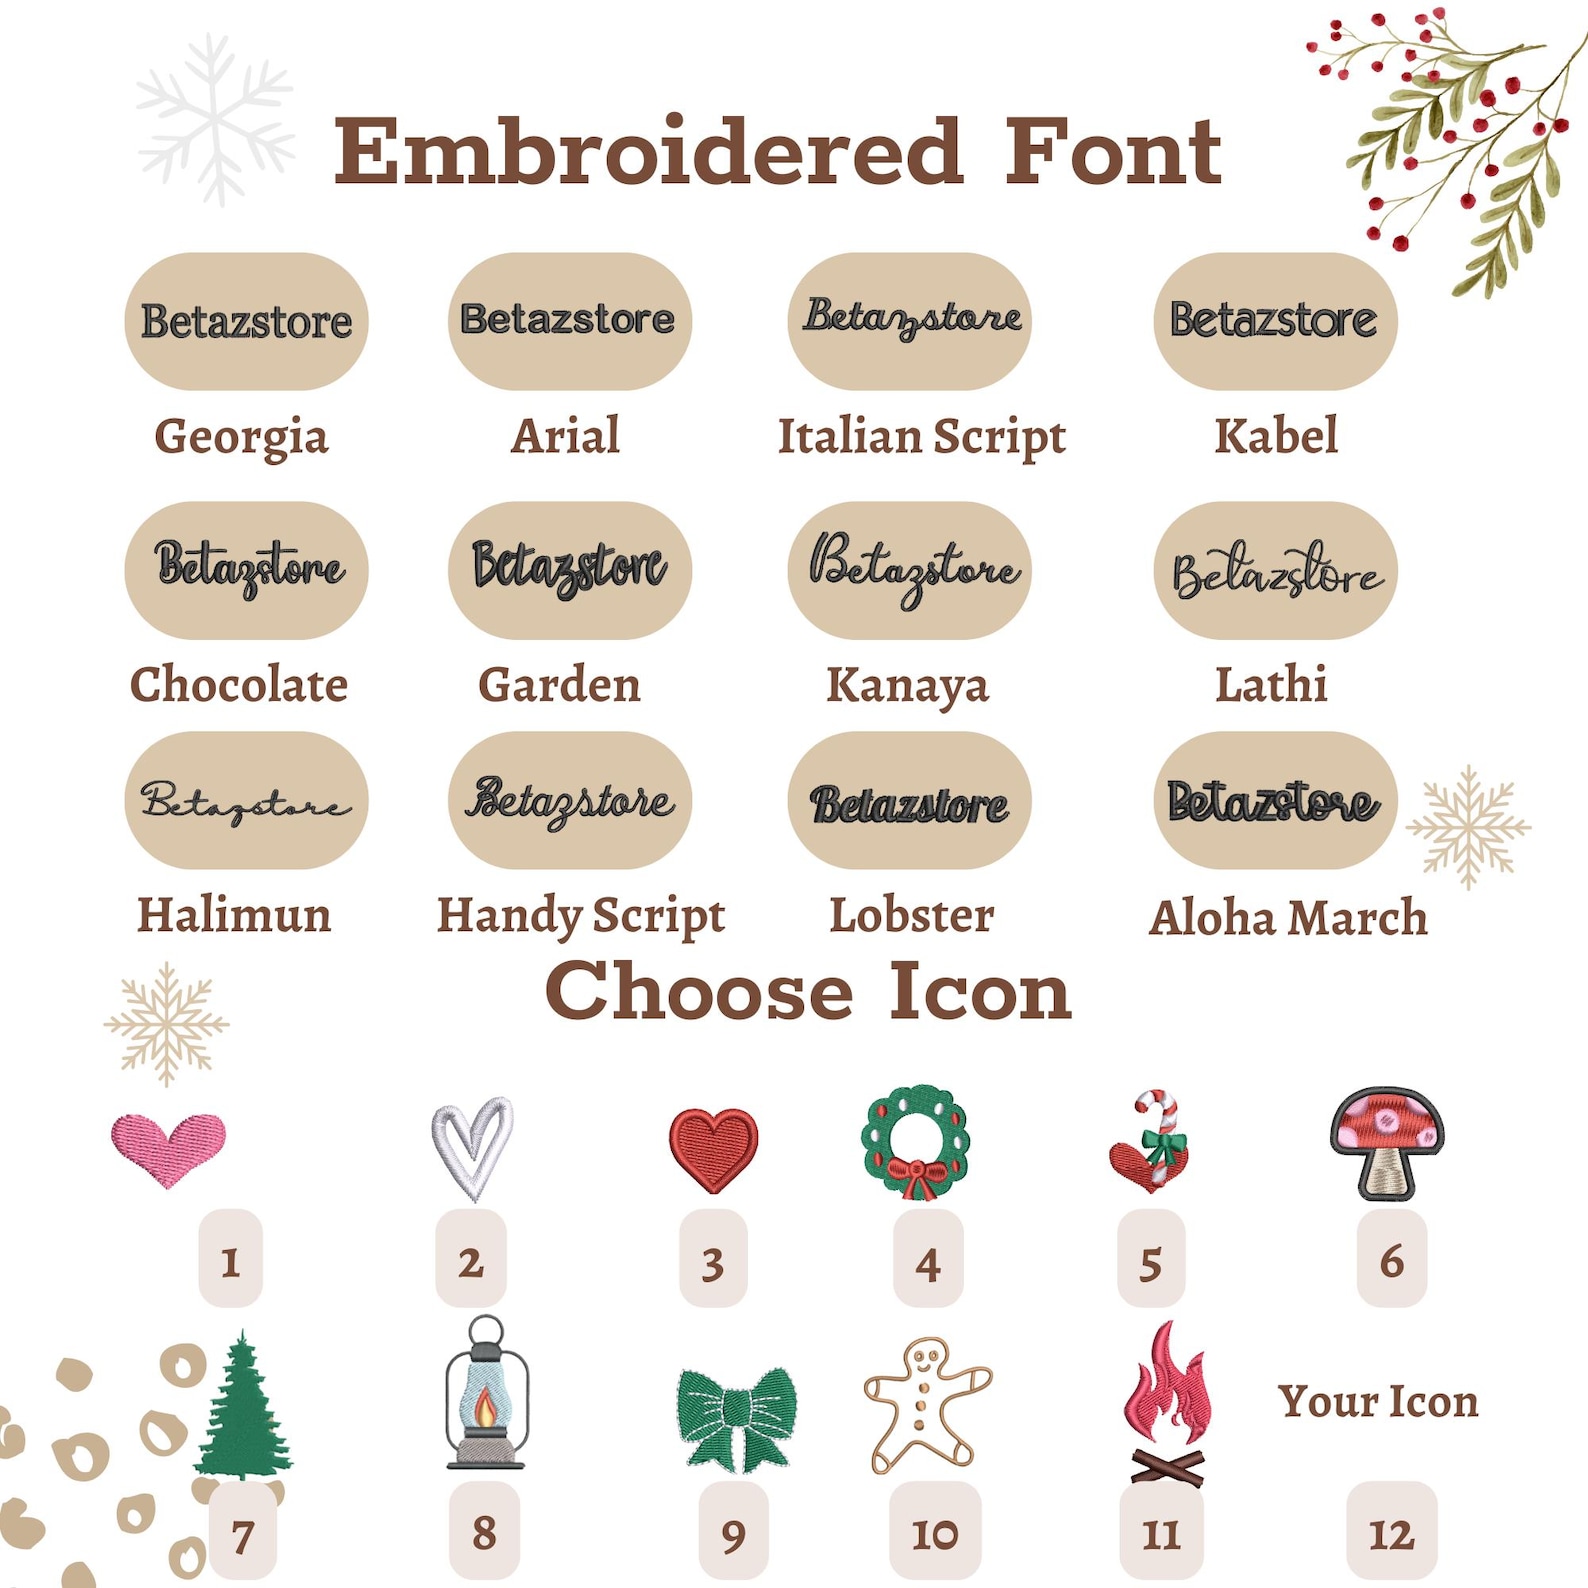 Embroidered Font
Betazstore Betazstore Betazstore Betazstore
Georgia Arial Italian Script Kabel
Betazstore Betazstore Betazstore Betazstore
Chocolate Garden Kanaya Lathi
Betazstore Betazstore Betazstore Betazstore
Halimun Handy Script Lobster Aloha March
Choose Icon
1 2 3 4 5 6
Your Icon
7 8 9 10 11 12